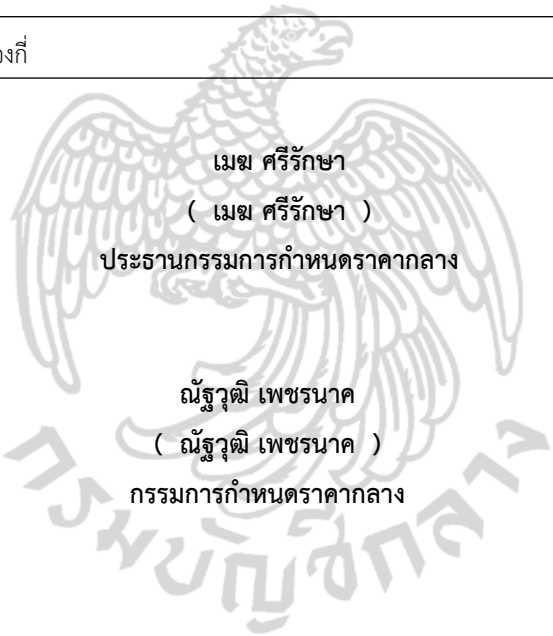 องกี่
เมฆ ศรีรักษา
( เมฆ ศรีรักษา )
ประธานกรรมการกำหนดราคากลาง
ณัฐวุฒิ เพชรนาค
( ณัฐวุฒิ เพชรนาค )
กรรมการกำหนดราคากลาง
กรมบัญชีกลาง